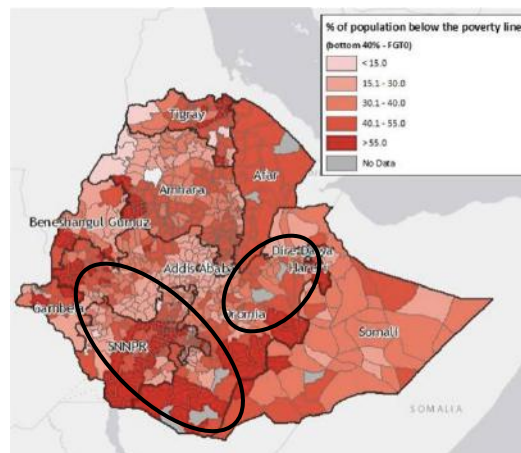 % of population below the poverty line
(bottom 40% - FGT0)
< 15.0
15.1 - 30.0
30.1 - 40.0
40.1 - 55.0
> 55.0
No Data
Tigray
Afar
Amhara
Beneshangul Gumuz
Dire Dawa
Addis Ababa
Harari
Gambela
Oromia
SNNPR
Somali
SOMALIA